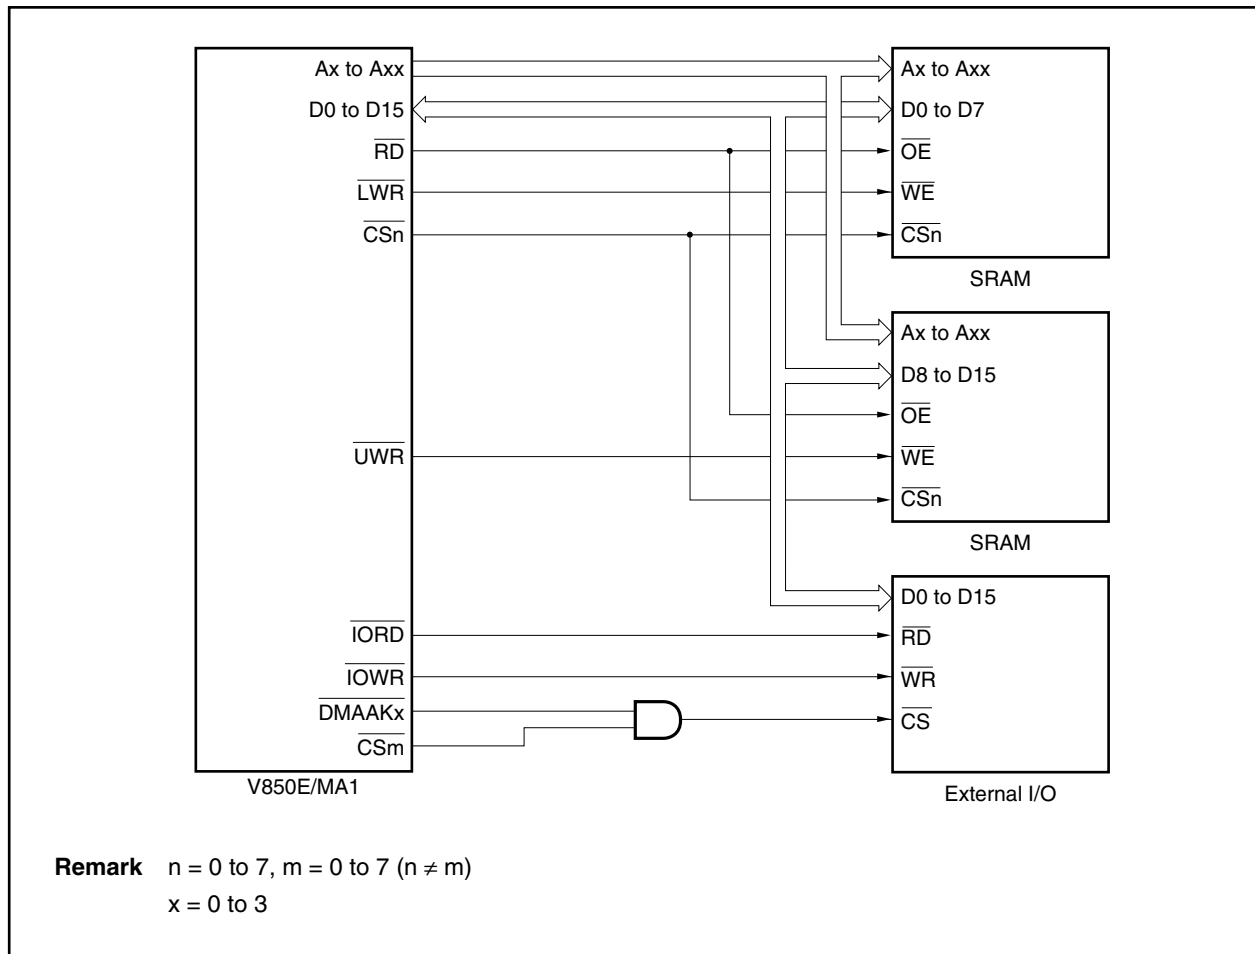 Ax to Axx
D0 to D15
RD
LWR
CSn
UWR
IORD
IOWR
DMAAKx
CSm
V850E/MA1
Ax to Axx
D0 to D7
OE
WE
CSn
SRAM
Ax to Axx
D8 to D15
OE
WE
CSn
SRAM
D0 to D15
RD
WR
CS
External I/O
Remark n = 0 to 7, m = 0 to 7 (n ≠ m)
x = 0 to 3